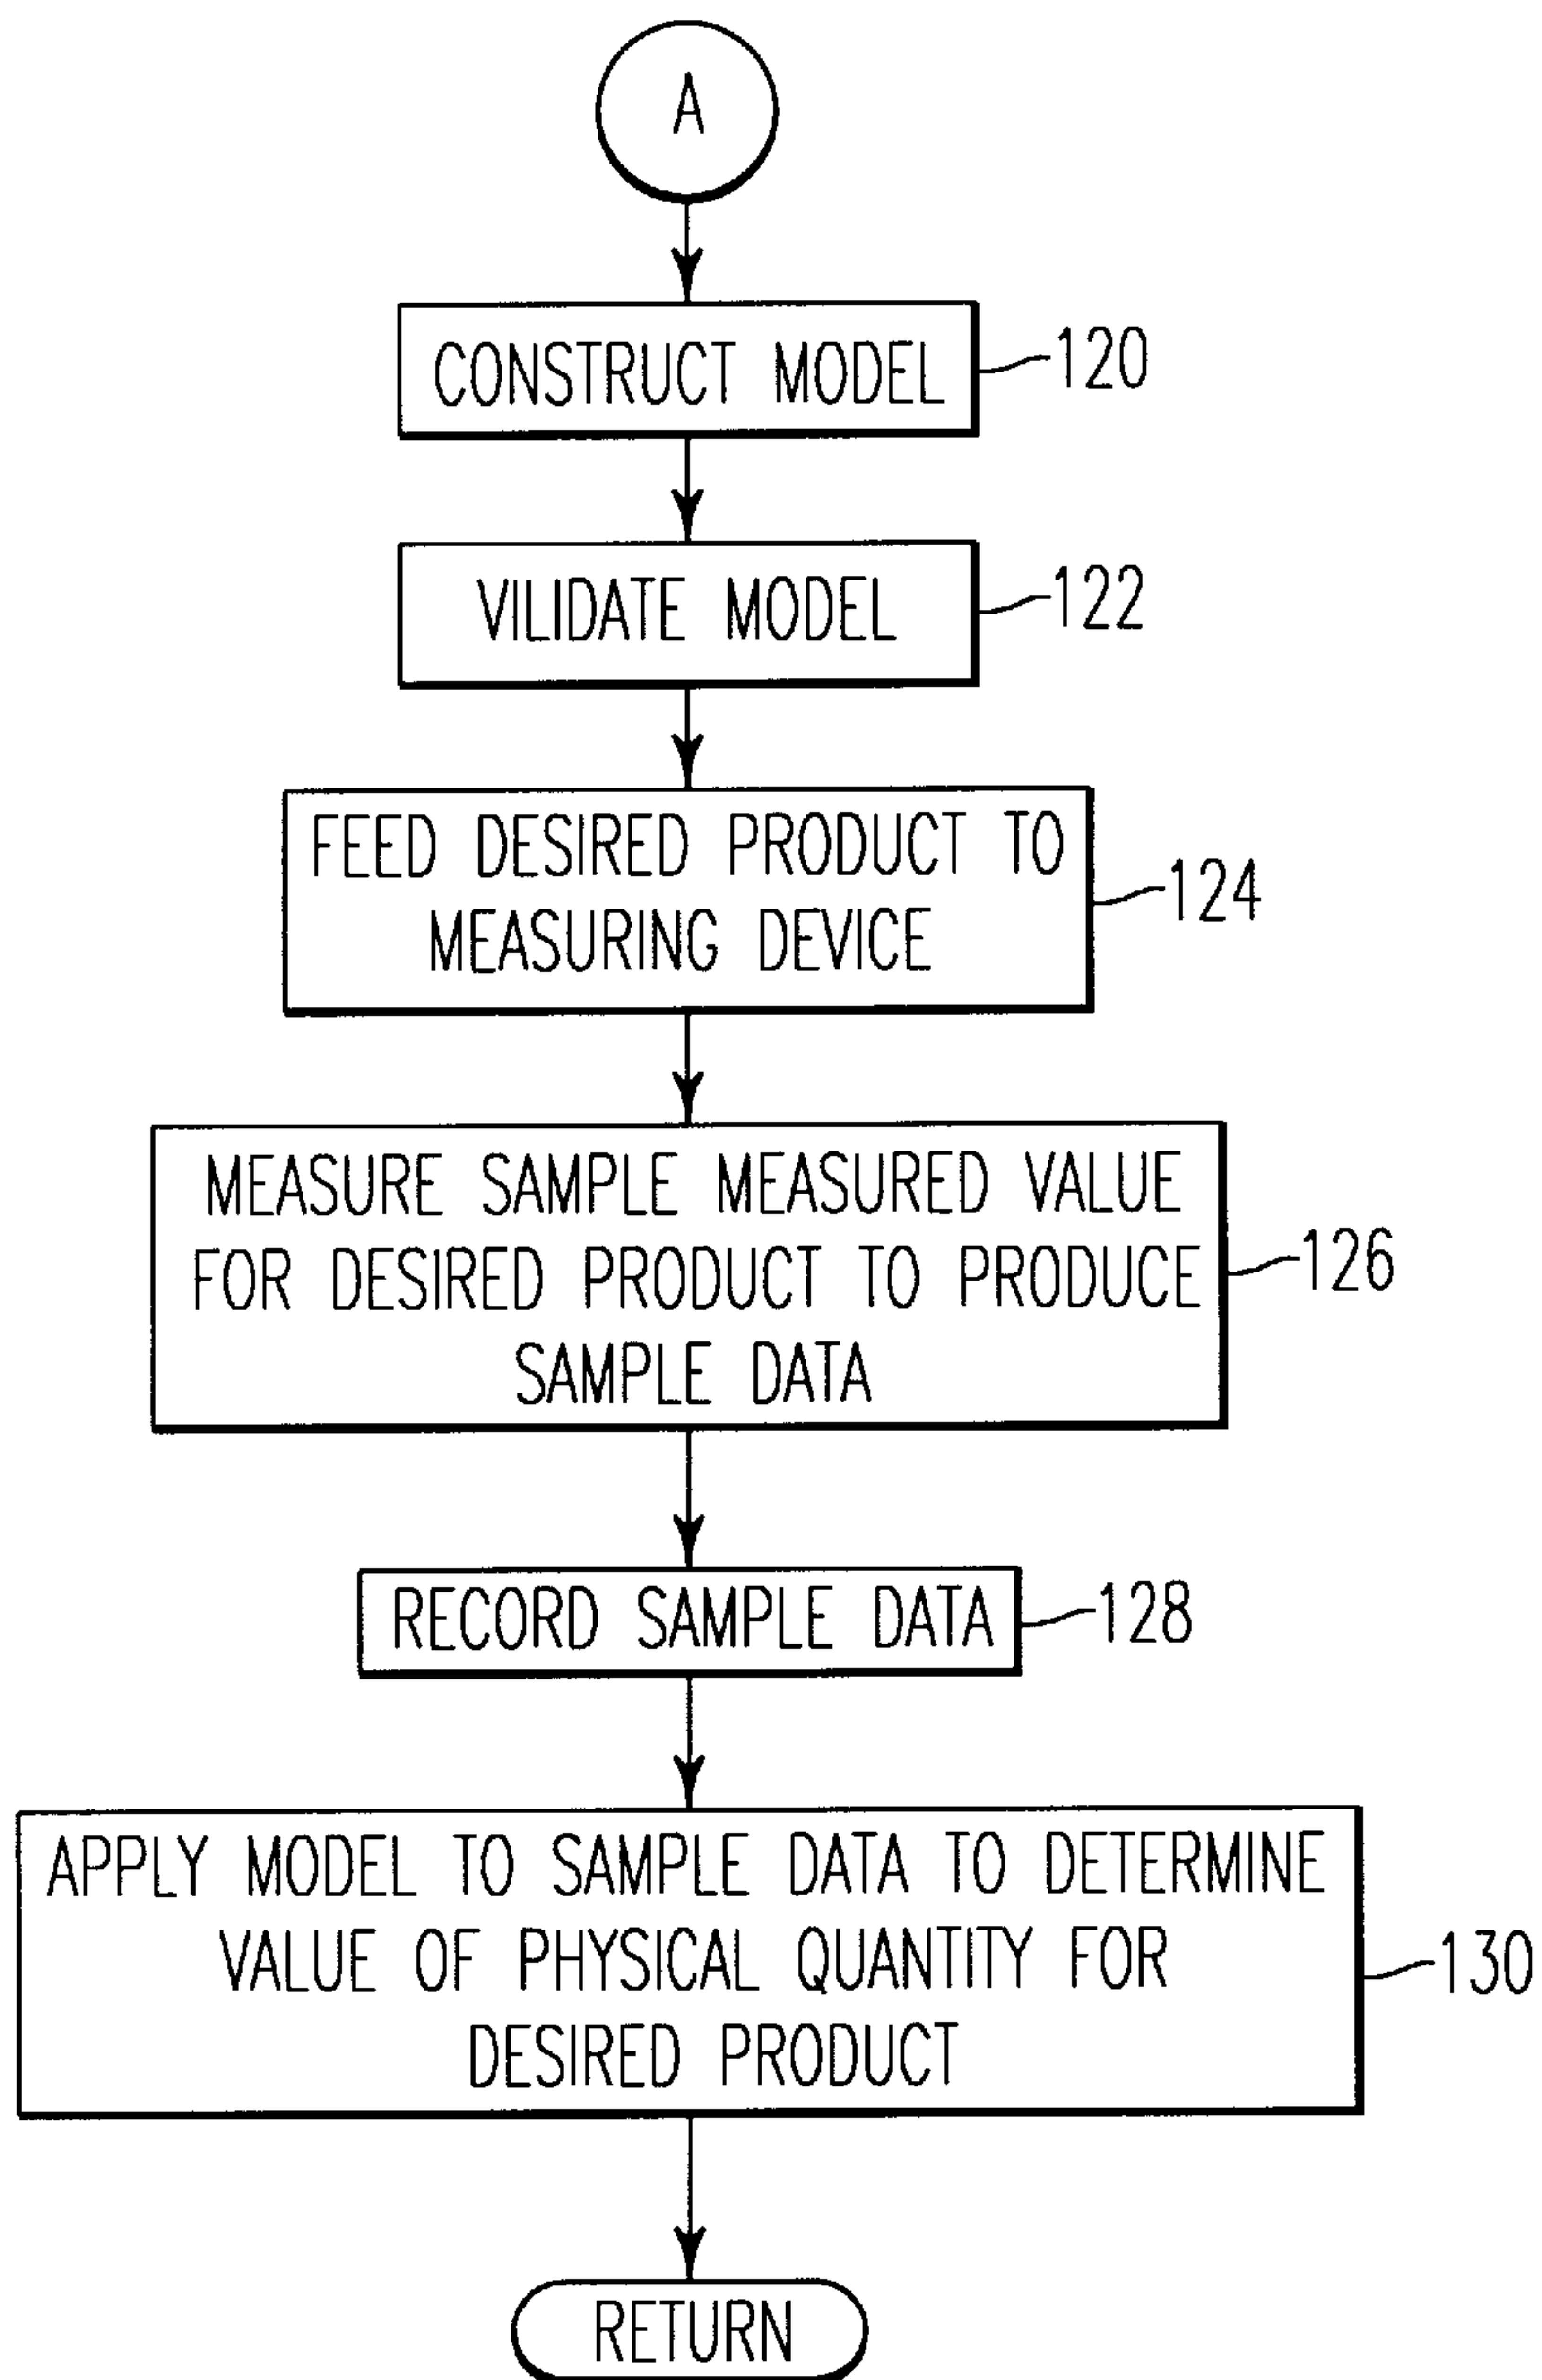 A
CONSTRUCT MODEL
120
VILIDATE MODEL
122
FEED DESIRED PRODUCT TO
MEASURING DEVICE
124
MEASURE SAMPLE MEASURED VALUE
FOR DESIRED PRODUCT TO PRODUCE
SAMPLE DATA
126
RECORD SAMPLE DATA
128
APPLY MODEL TO SAMPLE DATA TO DETERMINE
VALUE OF PHYSICAL QUANTITY FOR
DESIRED PRODUCT
130
RETURN